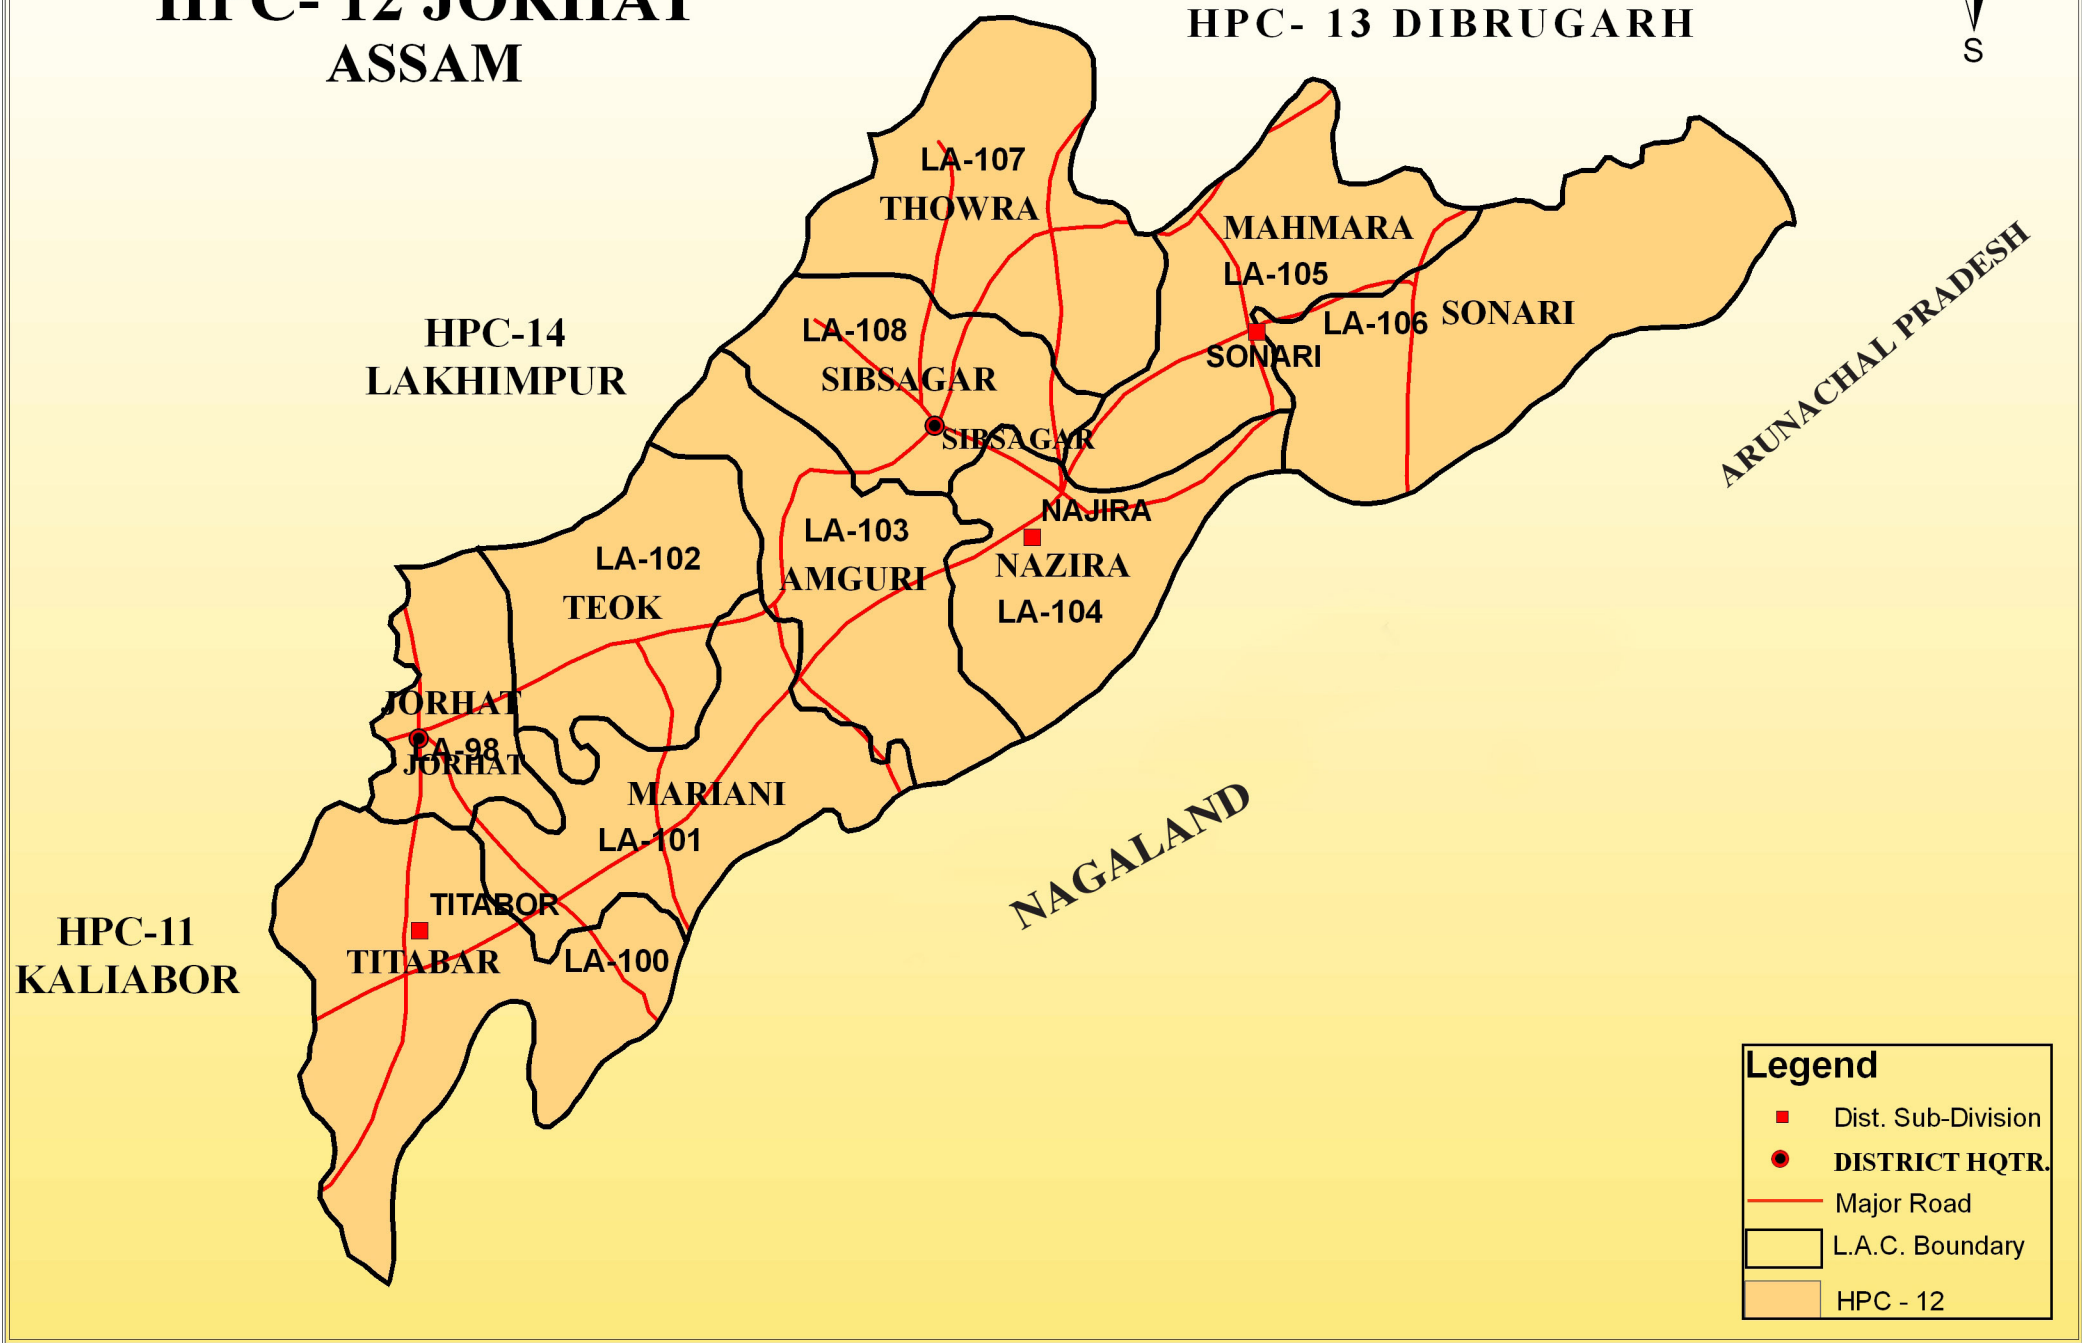 HPC- 12 JORHAT
ASSAM
HPC- 13 DIBRUGARH
S
LA-107
THOWRA
MAHMARA
LA-105
LA-106
SONARI
SONARI
ARUNACHAL PRADESH
HPC-14
LAKHIMPUR
LA-108
SIBSAGAR
SIBSAGAR
NAJIRA
NAZIRA
LA-104
LA-103
AMGURI
LA-102
TEOK
JORHAT
LA-98
JORHAT
MARIANI
LA-101
NAGALAND
TITABOR
TITABAR
LA-100
HPC-11
KALIABOR
Legend
Dist. Sub-Division
DISTRICT HQTR.
Major Road
L.A.C. Boundary
HPC - 12